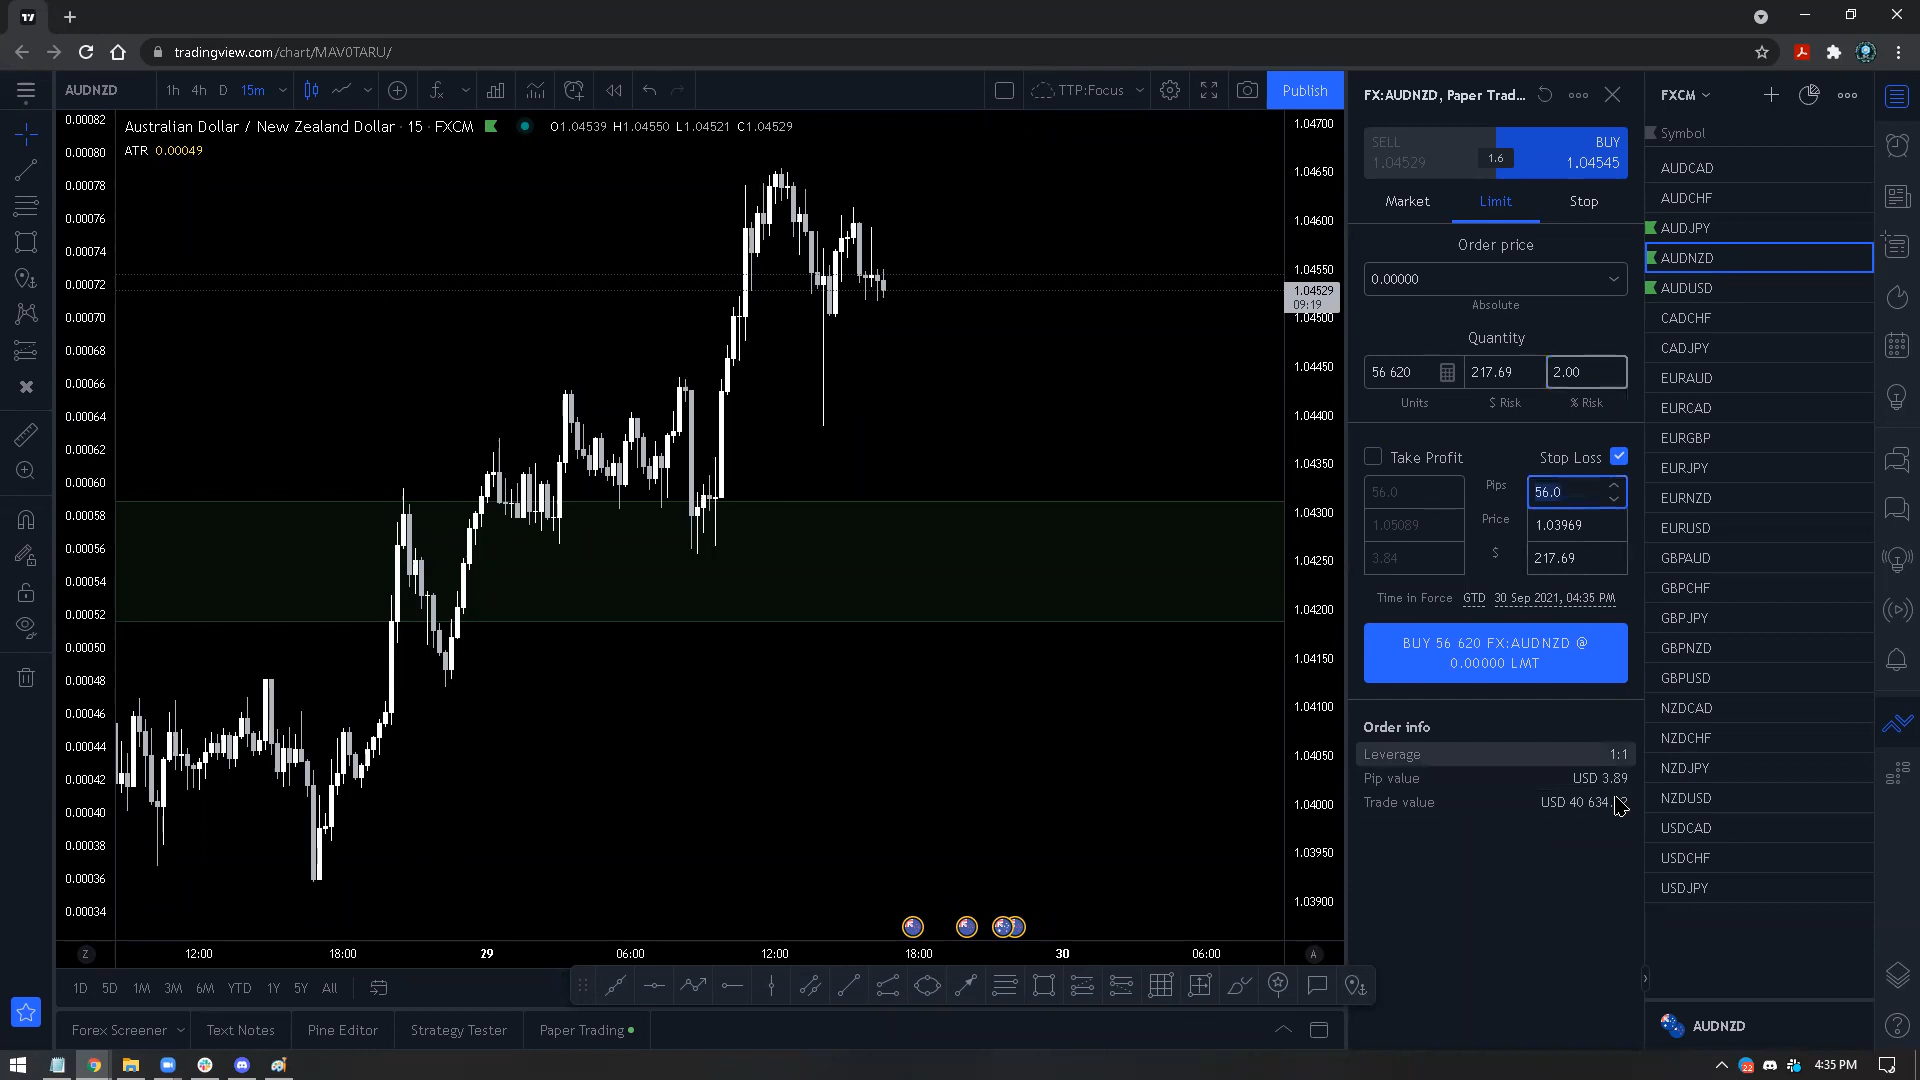 tradingview.com/chart/MAV0TARU/
AUDNZD 1h 4h D 15m TTP:Focus Publish
Australian Dollar / New Zealand Dollar · 15 · FXCM O1.04539 H1.04550 L1.04521 C1.04529
ATR 0.00049
0.00082
0.00080
0.00078
0.00076
0.00074
0.00072
0.00070
0.00068
0.00066
0.00064
0.00062
0.00060
0.00058
0.00056
0.00054
0.00052
0.00050
0.00048
0.00046
0.00044
0.00042
0.00040
0.00038
0.00036
0.00034
1.04700
1.04650
1.04600
1.04550
1.04529
09:19
1.04500
1.04450
1.04400
1.04350
1.04300
1.04250
1.04200
1.04150
1.04100
1.04050
1.04000
1.03950
1.03900
Z 12:00 18:00 29 06:00 12:00 18:00 30 06:00 A
1D 5D 1M 3M 6M YTD 1Y 5Y All
Forex Screener Text Notes Pine Editor Strategy Tester Paper Trading
FX:AUDNZD, Paper Trad...
SELL BUY
1.04529 1.6 1.04545
Market Limit Stop
Order price
0.00000
Absolute
Quantity
56 620 217.69 2.00
Units $ Risk % Risk
Take Profit Stop Loss
56.0 Pips 56.0
1.05089 Price 1.03969
3.84 $ 217.69
Time in Force GTD 30 Sep 2021, 04:35 PM
BUY 56 620 FX:AUDNZD @
0.00000 LMT
Order info
Leverage 1:1
Pip value USD 3.89
Trade value USD 40 634.
FXCM
Symbol
AUDCAD
AUDCHF
AUDJPY
AUDNZD
AUDUSD
CADCHF
CADJPY
EURAUD
EURCAD
EURGBP
EURJPY
EURNZD
EURUSD
GBPAUD
GBPCHF
GBPJPY
GBPNZD
GBPUSD
NZDCAD
NZDCHF
NZDJPY
NZDUSD
USDCAD
USDCHF
USDJPY
AUDNZD
22
4:35 PM